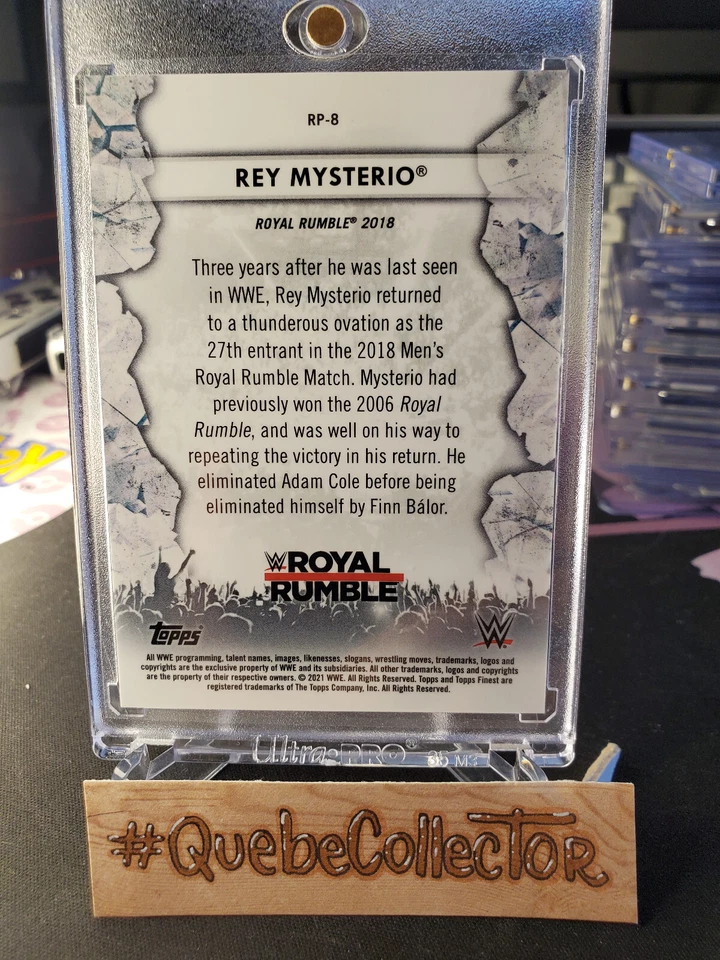 RP-8
REY MYSTERIO®
ROYAL RUMBLE® 2018
Three years after he was last seen
in WWE, Rey Mysterio returned
to a thunderous ovation as the
27th entrant in the 2018 Men's
Royal Rumble Match. Mysterio had
previously won the 2006 Royal
Rumble, and was well on his way to
repeating the victory in his return. He
eliminated Adam Cole before being
eliminated himself by Finn Bálor.
W ROYAL
RUMBLE
Topps
W
All WWE programming, talent names, images, likenesses, slogans, wrestling moves, trademarks, logos and
copyrights are the exclusive property of WWE and its subsidiaries. All other trademarks, logos and copyrights
are the property of their respective owners. © 2021 WWE. All Rights Reserved. Topps and Topps Finest are
registered trademarks of The Topps Company, Inc. All Rights Reserved.
Ultra-PRO®
#QuebeCollecTor